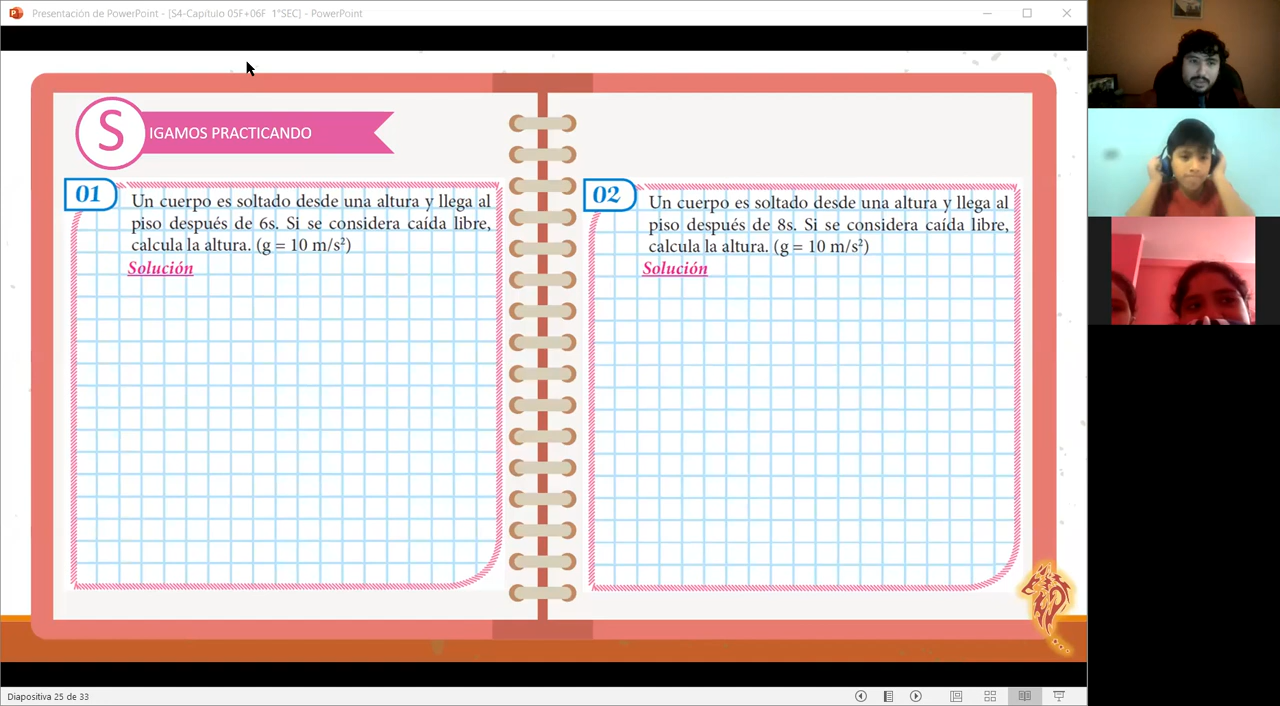 Presentación de PowerPoint - [S4-Capítulo 05F+06F 1°SEC] - PowerPoint
SIGAMOS PRACTICANDO
01
Un cuerpo es soltado desde una altura y llega al
piso después de 6s. Si se considera caída libre,
calcula la altura. (g = 10 m/s²)
Solución
02
Un cuerpo es soltado desde una altura y llega al
piso después de 8s. Si se considera caída libre,
calcula la altura. (g = 10 m/s²)
Solución
Diapositiva 25 de 33